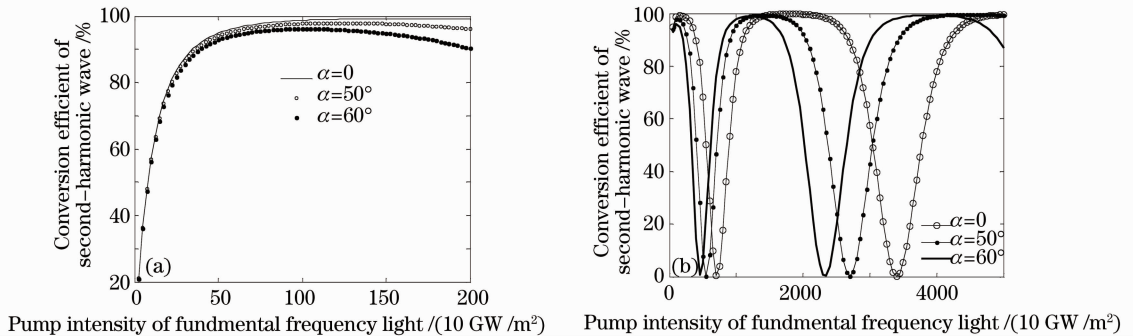 Conversion efficient of
second-harmonic wave /%
100
80
60
40
20
0
50
100
150
200
α=0
α=50°
α=60°
(a)
Pump intensity of fundmental frequency light /(10 GW /m²)
Conversion efficient of
second-harmonic wave /%
100
80
60
40
20
0
0
2000
4000
α=0
α=50°
α=60°
(b)
Pump intensity of fundmental frequency light /(10 GW /m²)